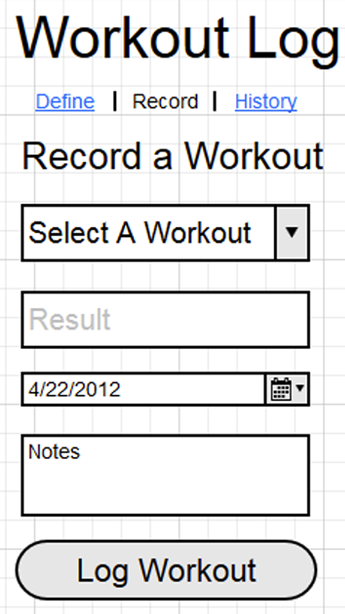 Workout Log
Define | Record | History
Record a Workout
Select A Workout
Result
4/22/2012
Notes
Log Workout